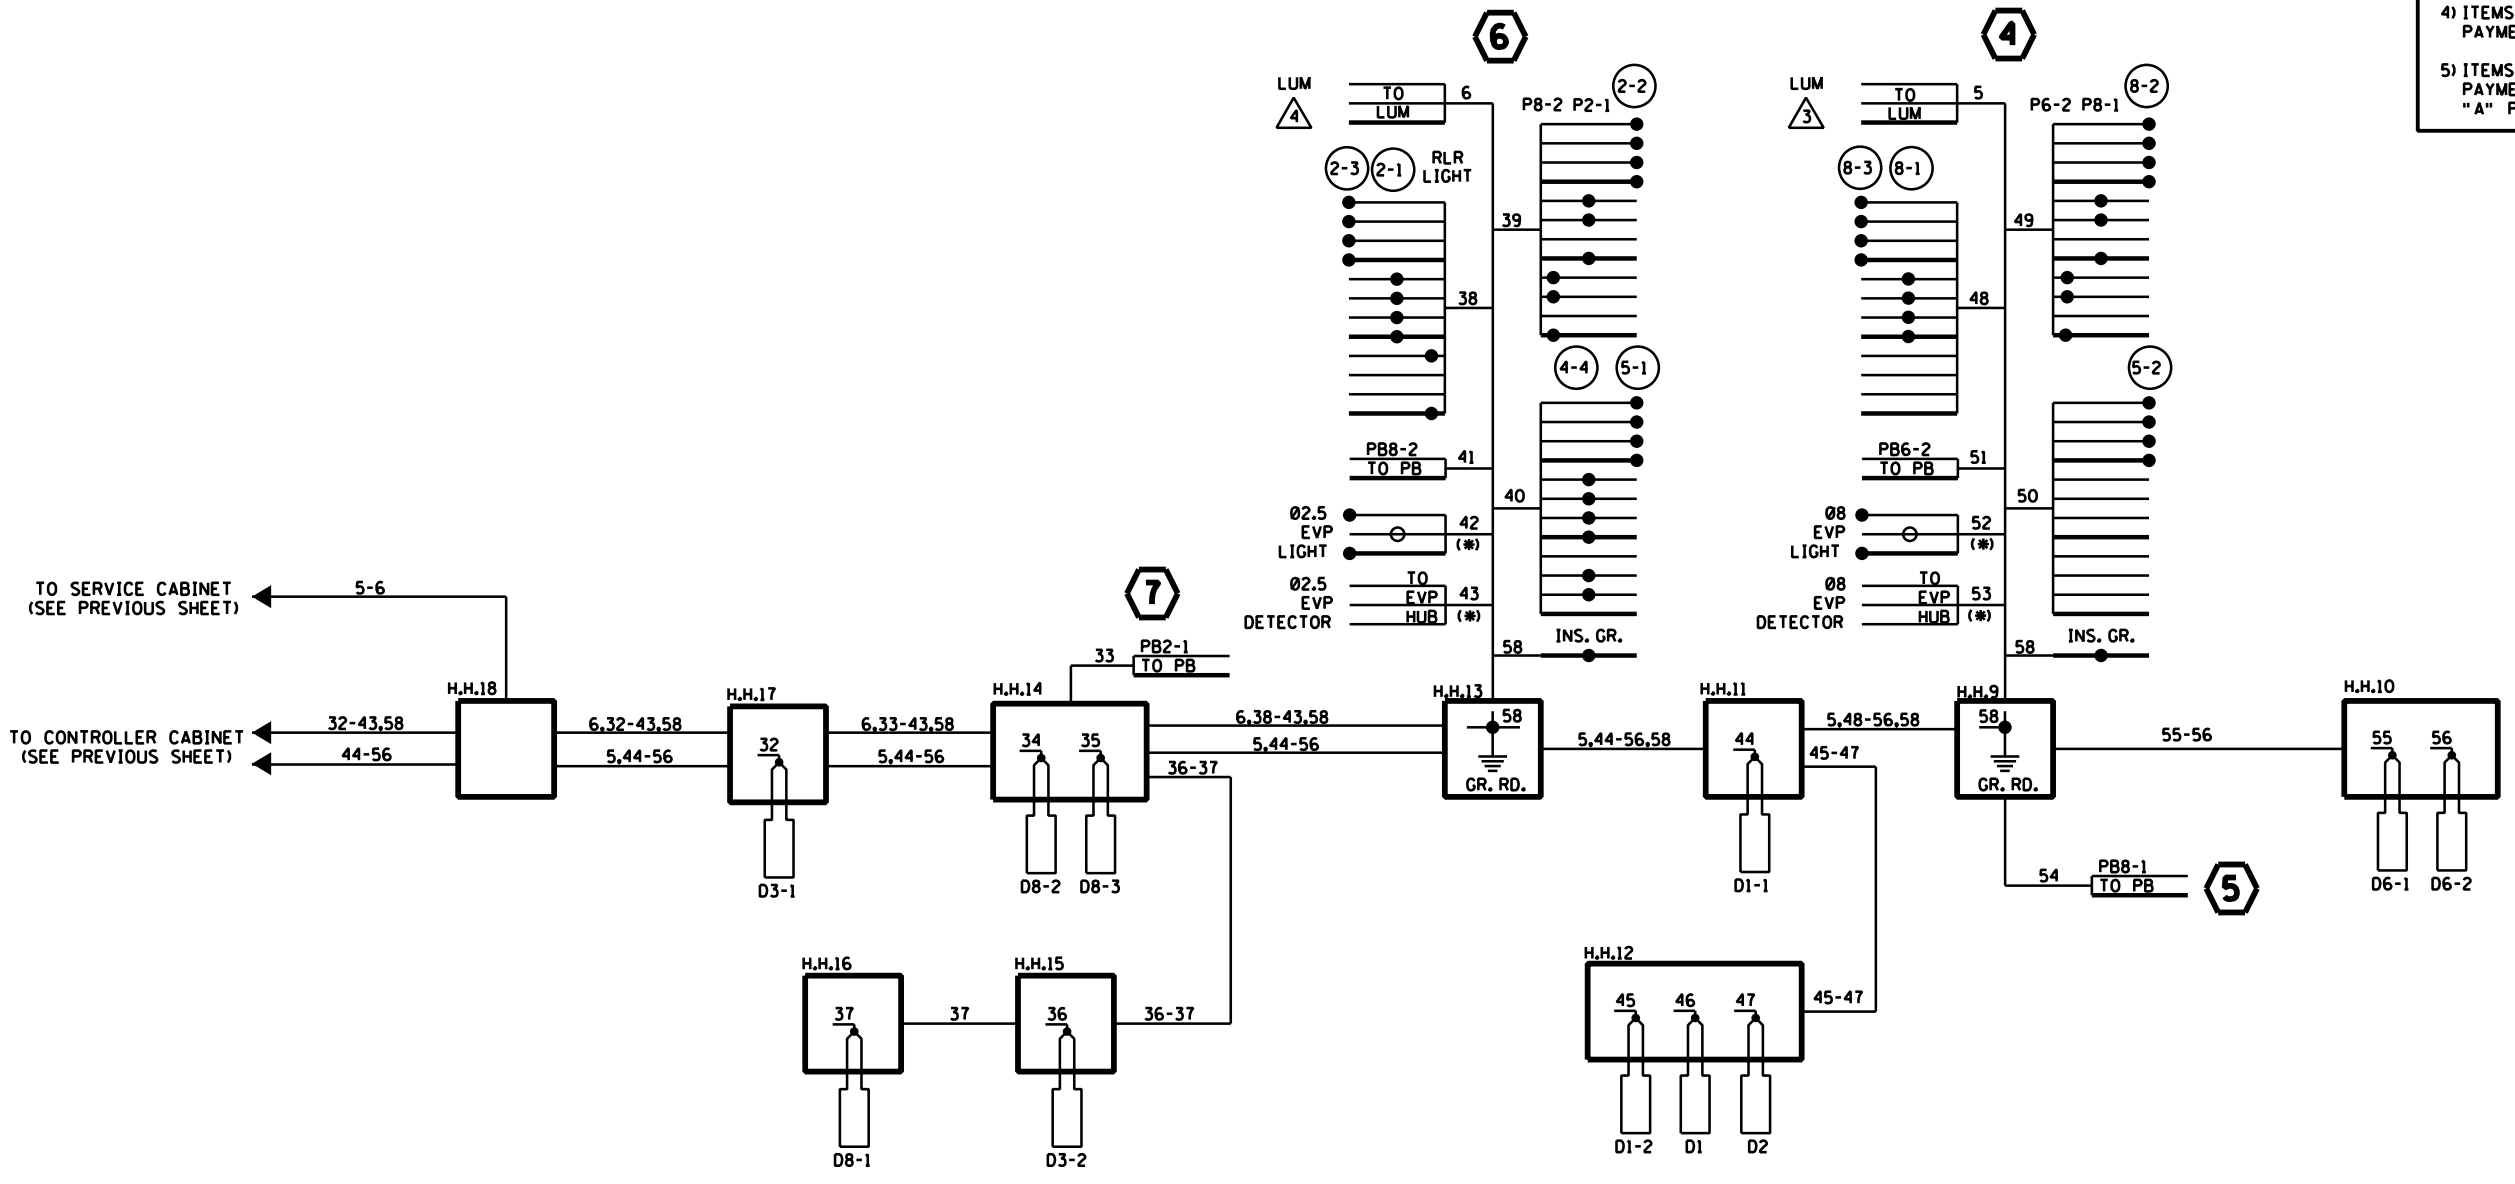 4) ITEMS
PAYME
5) ITEMS
PAYME
"A" P
6
4
LUM
4
TO
LUM
6
P8-2 P2-1
2-2
2-3
2-1
RLR
LIGHT
39
38
4-4
5-1
PB8-2
TO PB
41
40
Ø2.5
EVP
LIGHT
42
(*)
Ø2.5
EVP
DETECTOR
TO
EVP
HUB
43
(*)
58
INS. GR.
LUM
3
TO
LUM
5
P6-2 P8-1
8-2
8-3
8-1
49
48
5-2
PB6-2
TO PB
51
50
Ø8
EVP
LIGHT
52
(*)
Ø8
EVP
DETECTOR
TO
EVP
HUB
53
(*)
58
INS. GR.
TO SERVICE CABINET
(SEE PREVIOUS SHEET)
5-6
7
33
PB2-1
TO PB
TO CONTROLLER CABINET
(SEE PREVIOUS SHEET)
32-43,58
44-56
H.H.18
6,32-43,58
5,44-56
H.H.17
32
D3-1
6,33-43,58
5,44-56
H.H.14
34
35
D8-2
D8-3
6,38-43,58
5,44-56
36-37
H.H.13
58
GR. RD.
5,44-56,58
H.H.11
44
D1-1
5,48-56,58
45-47
H.H.9
58
GR. RD.
55-56
H.H.10
55
56
D6-1
D6-2
54
PB8-1
TO PB
5
H.H.16
37
D8-1
37
H.H.15
36
D3-2
36-37
H.H.12
45
46
47
D1-2
D1
D2
45-47